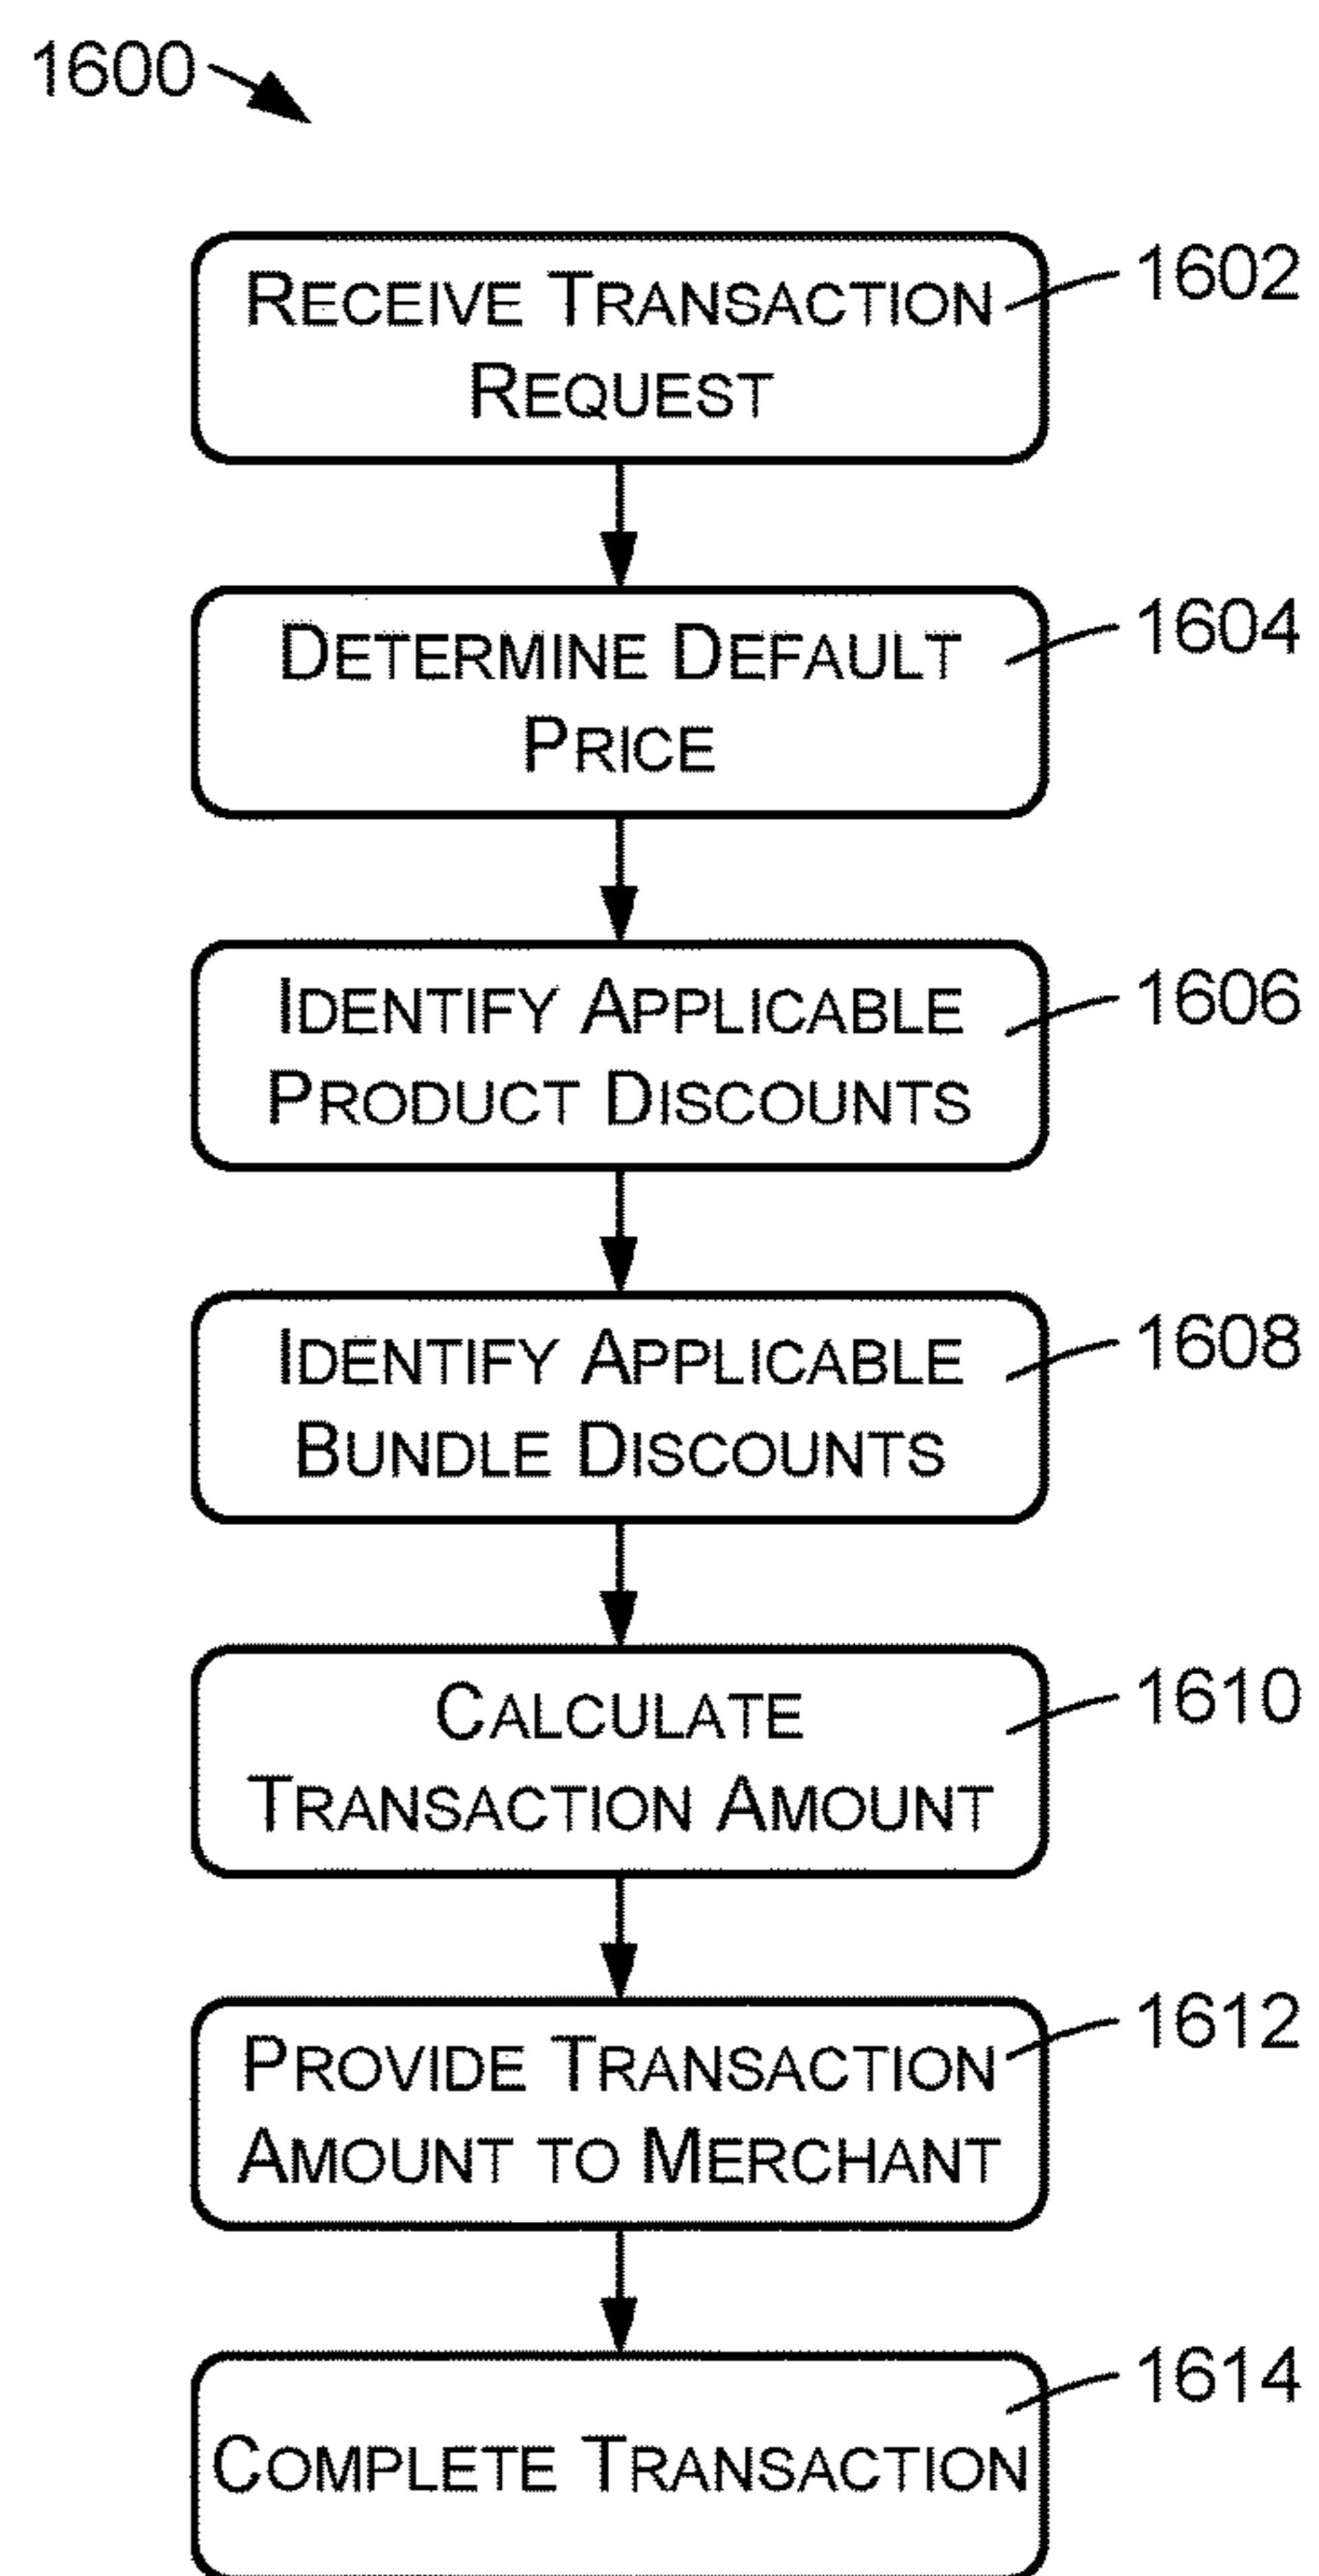 1600
RECEIVE TRANSACTION
REQUEST
1602
DETERMINE DEFAULT
PRICE
1604
IDENTIFY APPLICABLE
PRODUCT DISCOUNTS
1606
IDENTIFY APPLICABLE
BUNDLE DISCOUNTS
1608
CALCULATE
TRANSACTION AMOUNT
1610
PROVIDE TRANSACTION
AMOUNT TO MERCHANT
1612
COMPLETE TRANSACTION
1614